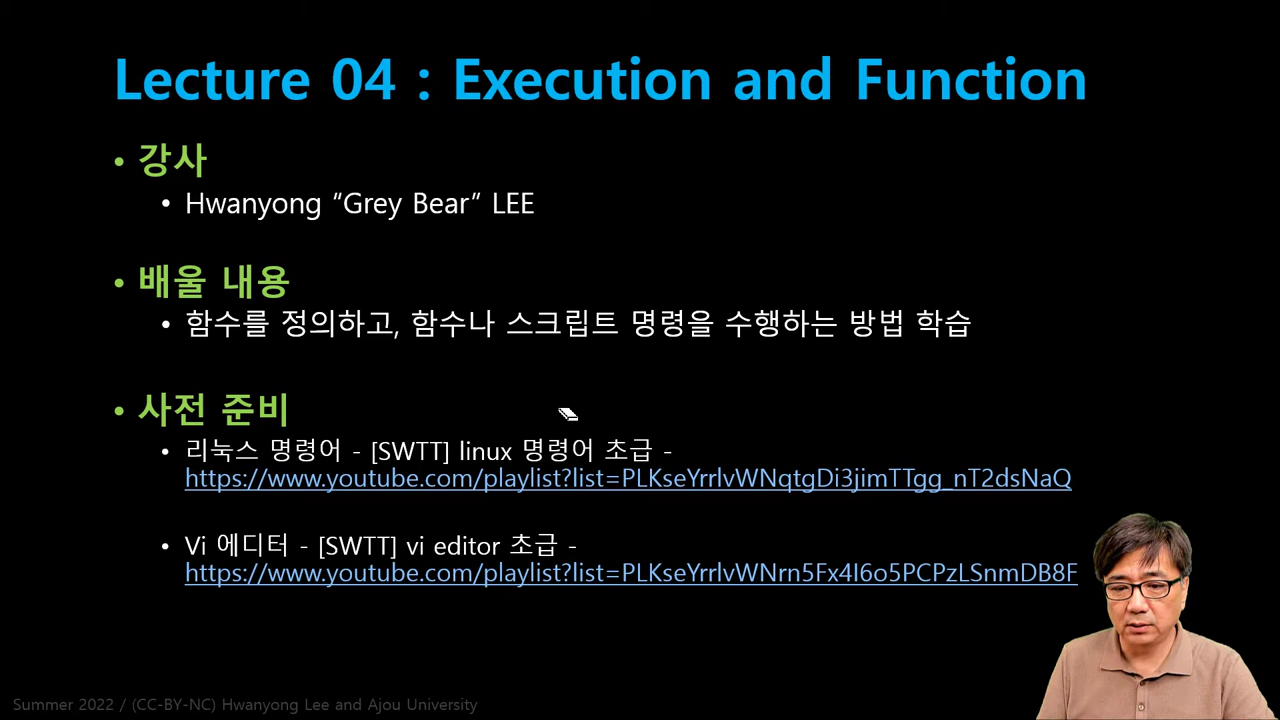 Lecture 04 : Execution and Function
• 강사
• Hwanyong “Grey Bear” LEE
• 배울 내용
• 함수를 정의하고, 함수나 스크립트 명령을 수행하는 방법 학습
• 사전 준비
• 리눅스 명령어 - [SWTT] linux 명령어 초급 -
https://www.youtube.com/playlist?list=PLKseYrrlvWNqtgDi3jimTTgg_nT2dsNaQ
• Vi 에디터 - [SWTT] vi editor 초급 -
https://www.youtube.com/playlist?list=PLKseYrrlvWNrn5Fx4I6o5PCPzLSnmDB8F
Summer 2022 / (CC-BY-NC) Hwanyong Lee and Ajou University